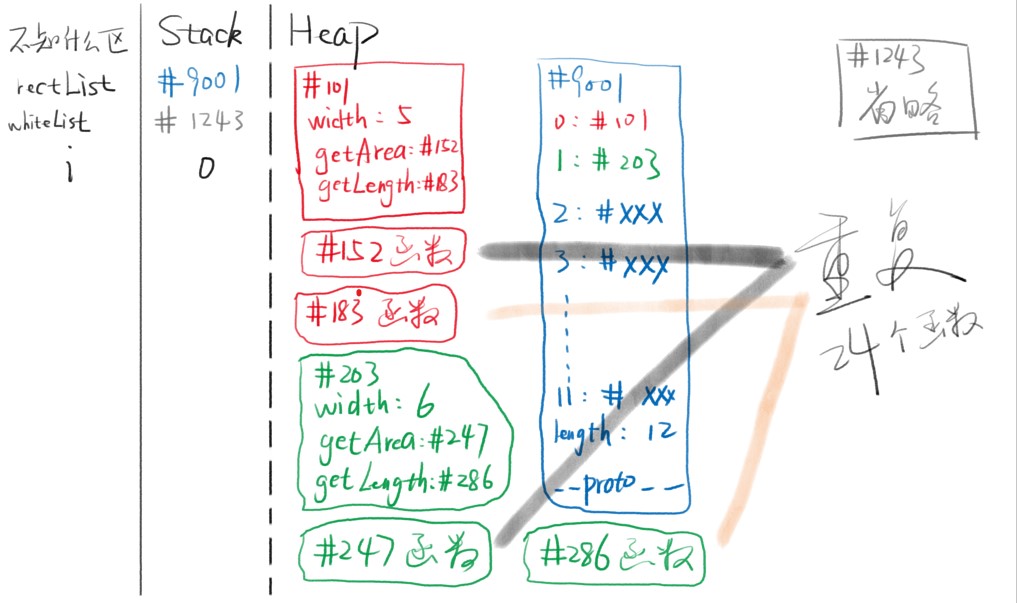 不知什么区
Stack
Heap
rectList
#9001
whiteList
#1243
i
0
#101
width: 5
getArea:#152
getLength:#183
#152 函数
#183 函数
#203
width: 6
getArea:#247
getLength:#286
#247 函数
#9001
0: #101
1: #203
2: #XXX
3: #XXX
11: # XXX
length: 12
__proto__
#286 函数
#1243
省略
重复
24个函数